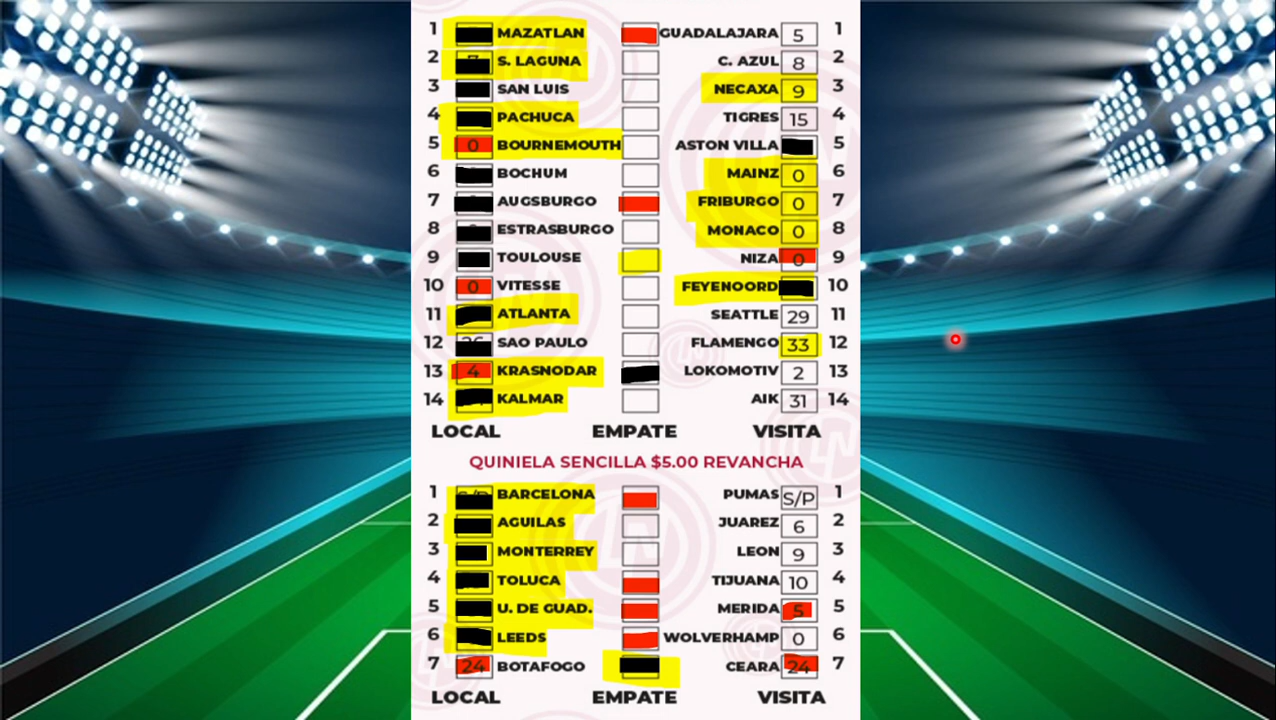 1 MAZATLAN GUADALAJARA 5 1
2 S. LAGUNA C. AZUL 8 2
3 SAN LUIS NECAXA 9 3
4 PACHUCA TIGRES 15 4
5 0 BOURNEMOUTH ASTON VILLA 5
6 BOCHUM MAINZ 0 6
7 AUGSBURGO FRIBURGO 0 7
8 ESTRASBURGO MONACO 0 8
9 TOULOUSE NIZA 0 9
10 0 VITESSE FEYENOORD 10
11 ATLANTA SEATTLE 29 11
12 SAO PAULO FLAMENGO 33 12
13 4 KRASNODAR LOKOMOTIV 2 13
14 KALMAR AIK 31 14
LOCAL EMPATE VISITA
QUINIELA SENCILLA $5.00 REVANCHA
1 BARCELONA PUMAS S/P 1
2 AGUILAS JUAREZ 6 2
3 MONTERREY LEON 9 3
4 TOLUCA TIJUANA 10 4
5 U. DE GUAD. MERIDA 5 5
6 LEEDS WOLVERHAMP 0 6
7 24 BOTAFOGO CEARA 24 7
LOCAL EMPATE VISITA